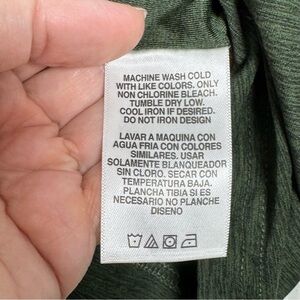 MACHINE WASH COLD
WITH LIKE COLORS. ONLY
NON CHLORINE BLEACH.
TUMBLE DRY LOW.
COOL IRON IF DESIRED.
DO NOT IRON DESIGN
LAVAR A MAQUINA CON
AGUA FRIA CON COLORES
SIMILARES. USAR
SOLAMENTE BLANQUEADOR
SIN CLORO. SECAR CON
TEMPERATURA BAJA.
PLANCHA TIBIA SI ES
NECESARIO NO PLANCHE
DISEÑO